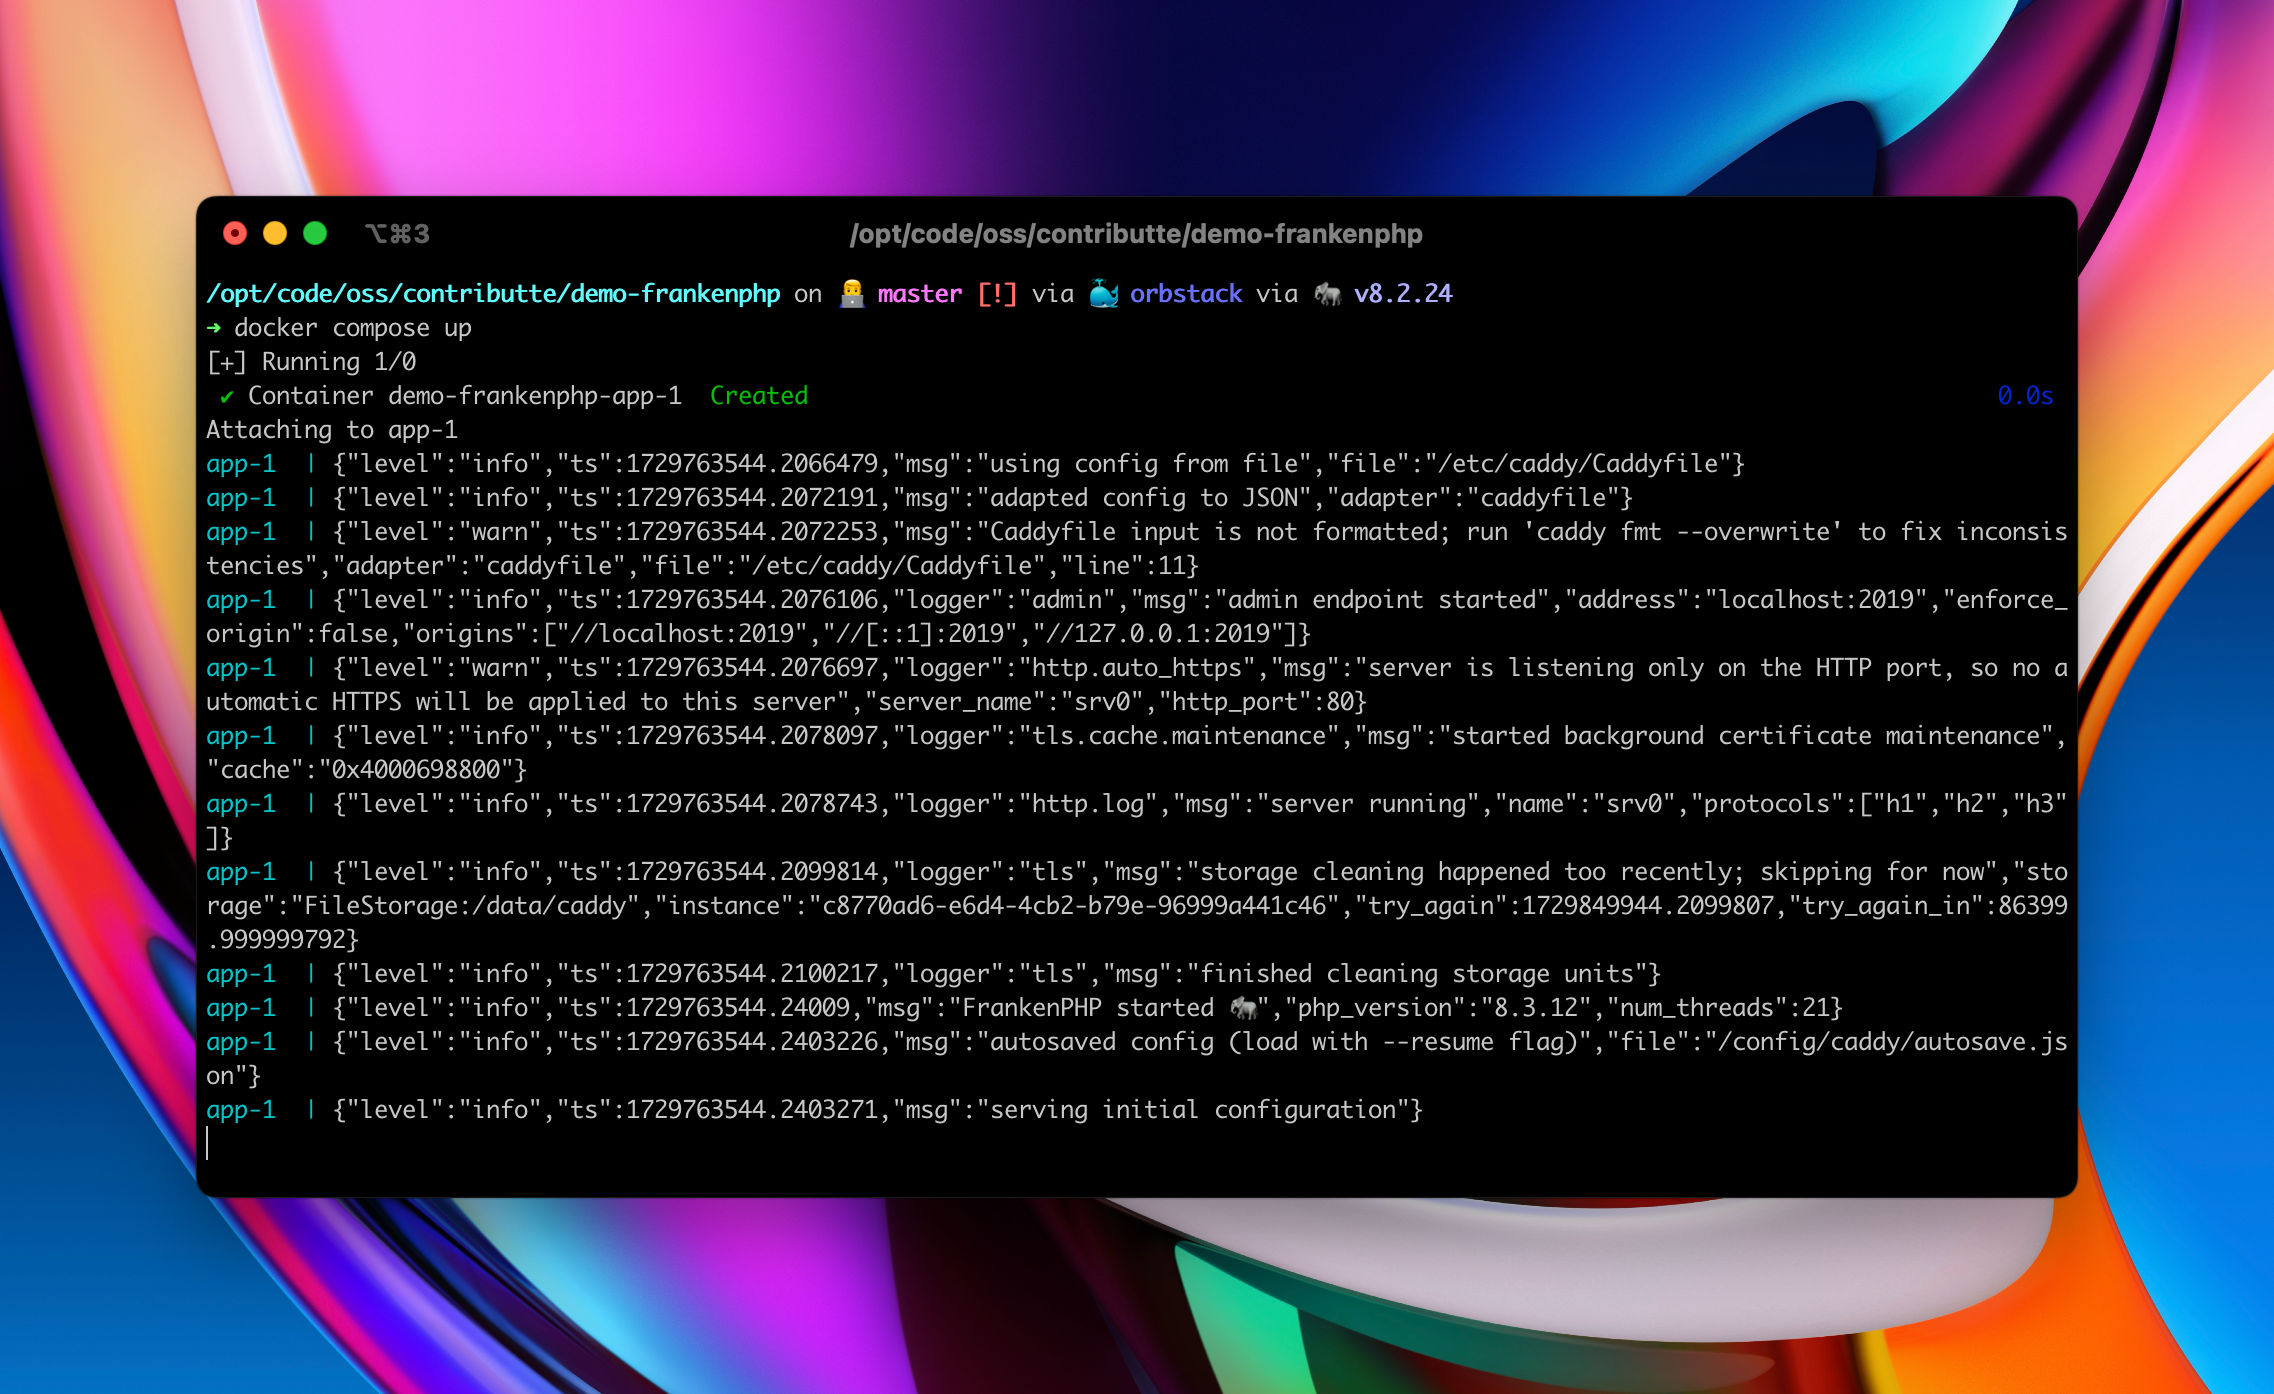 ⌥⌘3
/opt/code/oss/contributte/demo-frankenphp
/opt/code/oss/contributte/demo-frankenphp on 👨‍💻 master [!] via 🐳 orbstack via 🐘 v8.2.24
➜ docker compose up
[+] Running 1/0
✔ Container demo-frankenphp-app-1  Created 0.0s
Attaching to app-1
app-1  | {"level":"info","ts":1729763544.2066479,"msg":"using config from file","file":"/etc/caddy/Caddyfile"}
app-1  | {"level":"info","ts":1729763544.2072191,"msg":"adapted config to JSON","adapter":"caddyfile"}
app-1  | {"level":"warn","ts":1729763544.2072253,"msg":"Caddyfile input is not formatted; run 'caddy fmt --overwrite' to fix inconsis
tencies","adapter":"caddyfile","file":"/etc/caddy/Caddyfile","line":11}
app-1  | {"level":"info","ts":1729763544.2076106,"logger":"admin","msg":"admin endpoint started","address":"localhost:2019","enforce_
origin":false,"origins":["//localhost:2019","//[::1]:2019","//127.0.0.1:2019"]}
app-1  | {"level":"warn","ts":1729763544.2076697,"logger":"http.auto_https","msg":"server is listening only on the HTTP port, so no a
utomatic HTTPS will be applied to this server","server_name":"srv0","http_port":80}
app-1  | {"level":"info","ts":1729763544.2078097,"logger":"tls.cache.maintenance","msg":"started background certificate maintenance",
"cache":"0x4000698800"}
app-1  | {"level":"info","ts":1729763544.2078743,"logger":"http.log","msg":"server running","name":"srv0","protocols":["h1","h2","h3"
]}
app-1  | {"level":"info","ts":1729763544.2099814,"logger":"tls","msg":"storage cleaning happened too recently; skipping for now","sto
rage":"FileStorage:/data/caddy","instance":"c8770ad6-e6d4-4cb2-b79e-96999a441c46","try_again":1729849944.2099807,"try_again_in":86399
.999999792}
app-1  | {"level":"info","ts":1729763544.2100217,"logger":"tls","msg":"finished cleaning storage units"}
app-1  | {"level":"info","ts":1729763544.24009,"msg":"FrankenPHP started 🐘","php_version":"8.3.12","num_threads":21}
app-1  | {"level":"info","ts":1729763544.2403226,"msg":"autosaved config (load with --resume flag)","file":"/config/caddy/autosave.js
on"}
app-1  | {"level":"info","ts":1729763544.2403271,"msg":"serving initial configuration"}